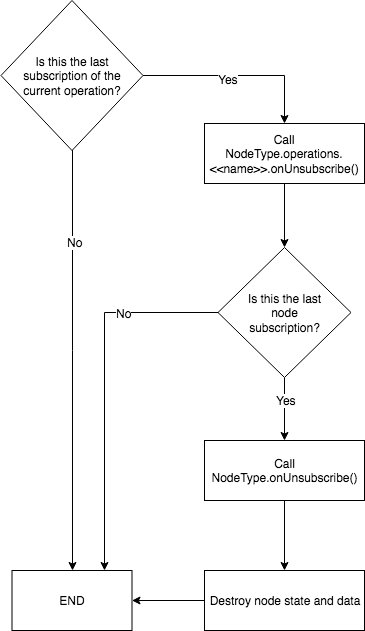 Is this the last
subscription of the
current operation?
Yes
Call
NodeType.operations.
<<name>>.onUnsubscribe()
No
Is this the last
node
subscription?
No
Yes
Call
NodeType.onUnsubscribe()
END
Destroy node state and data